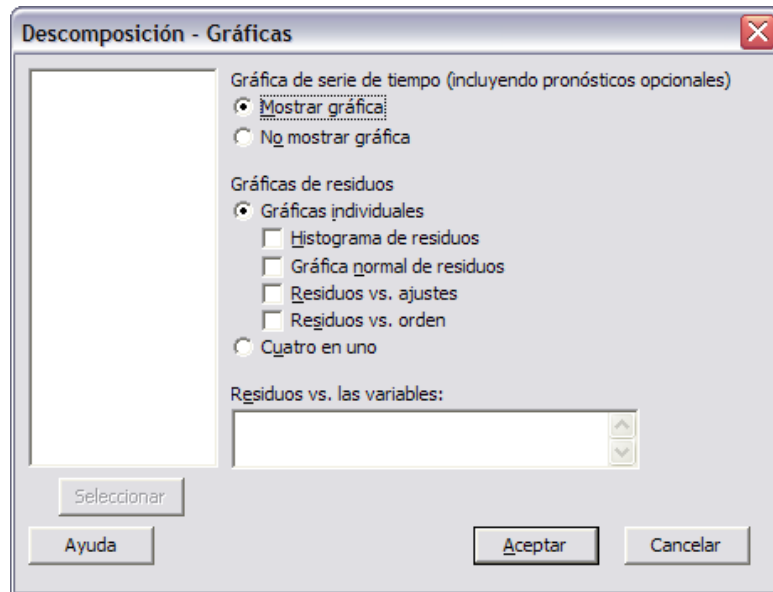 Descomposición - Gráficas
Gráfica de serie de tiempo (incluyendo pronósticos opcionales)
Mostrar gráfica
No mostrar gráfica
Gráficas de residuos
Gráficas individuales
Histograma de residuos
Gráfica normal de residuos
Residuos vs. ajustes
Residuos vs. orden
Cuatro en uno
Residuos vs. las variables:
Seleccionar
Ayuda
Aceptar
Cancelar